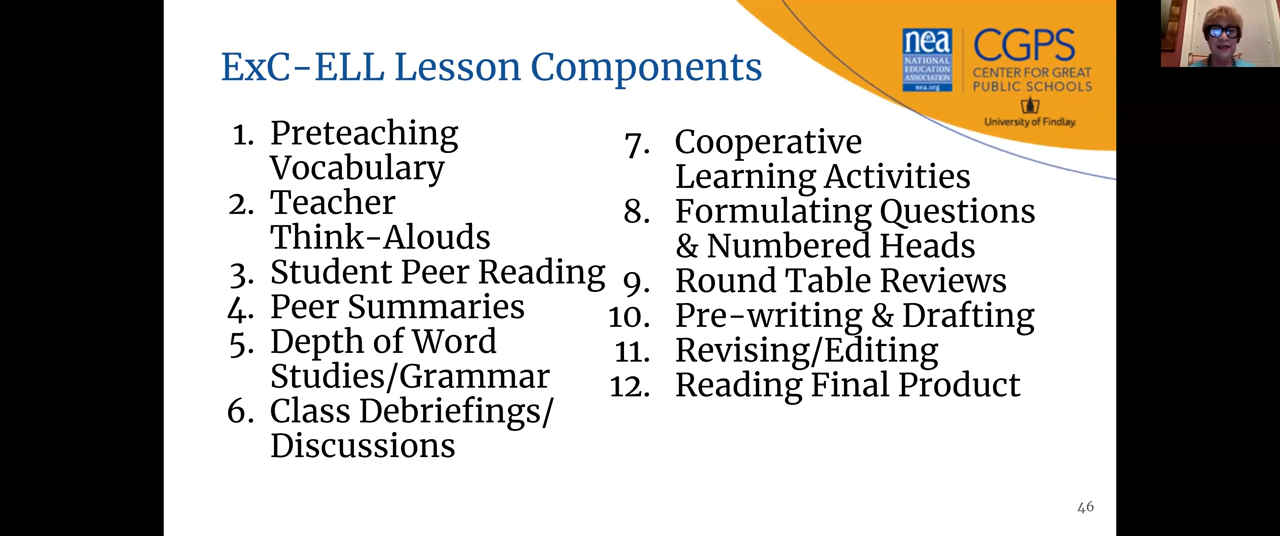 ExC-ELL Lesson Components
nea
NATIONAL
EDUCATION
ASSOCIATION
nea.org
CGPS
CENTER FOR GREAT
PUBLIC SCHOOLS
University of Findlay.
1. Preteaching
Vocabulary
2. Teacher
Think-Alouds
3. Student Peer Reading
4. Peer Summaries
5. Depth of Word
Studies/Grammar
6. Class Debriefings/
Discussions
7. Cooperative
Learning Activities
8. Formulating Questions
& Numbered Heads
9. Round Table Reviews
10. Pre-writing & Drafting
11. Revising/Editing
12. Reading Final Product
46